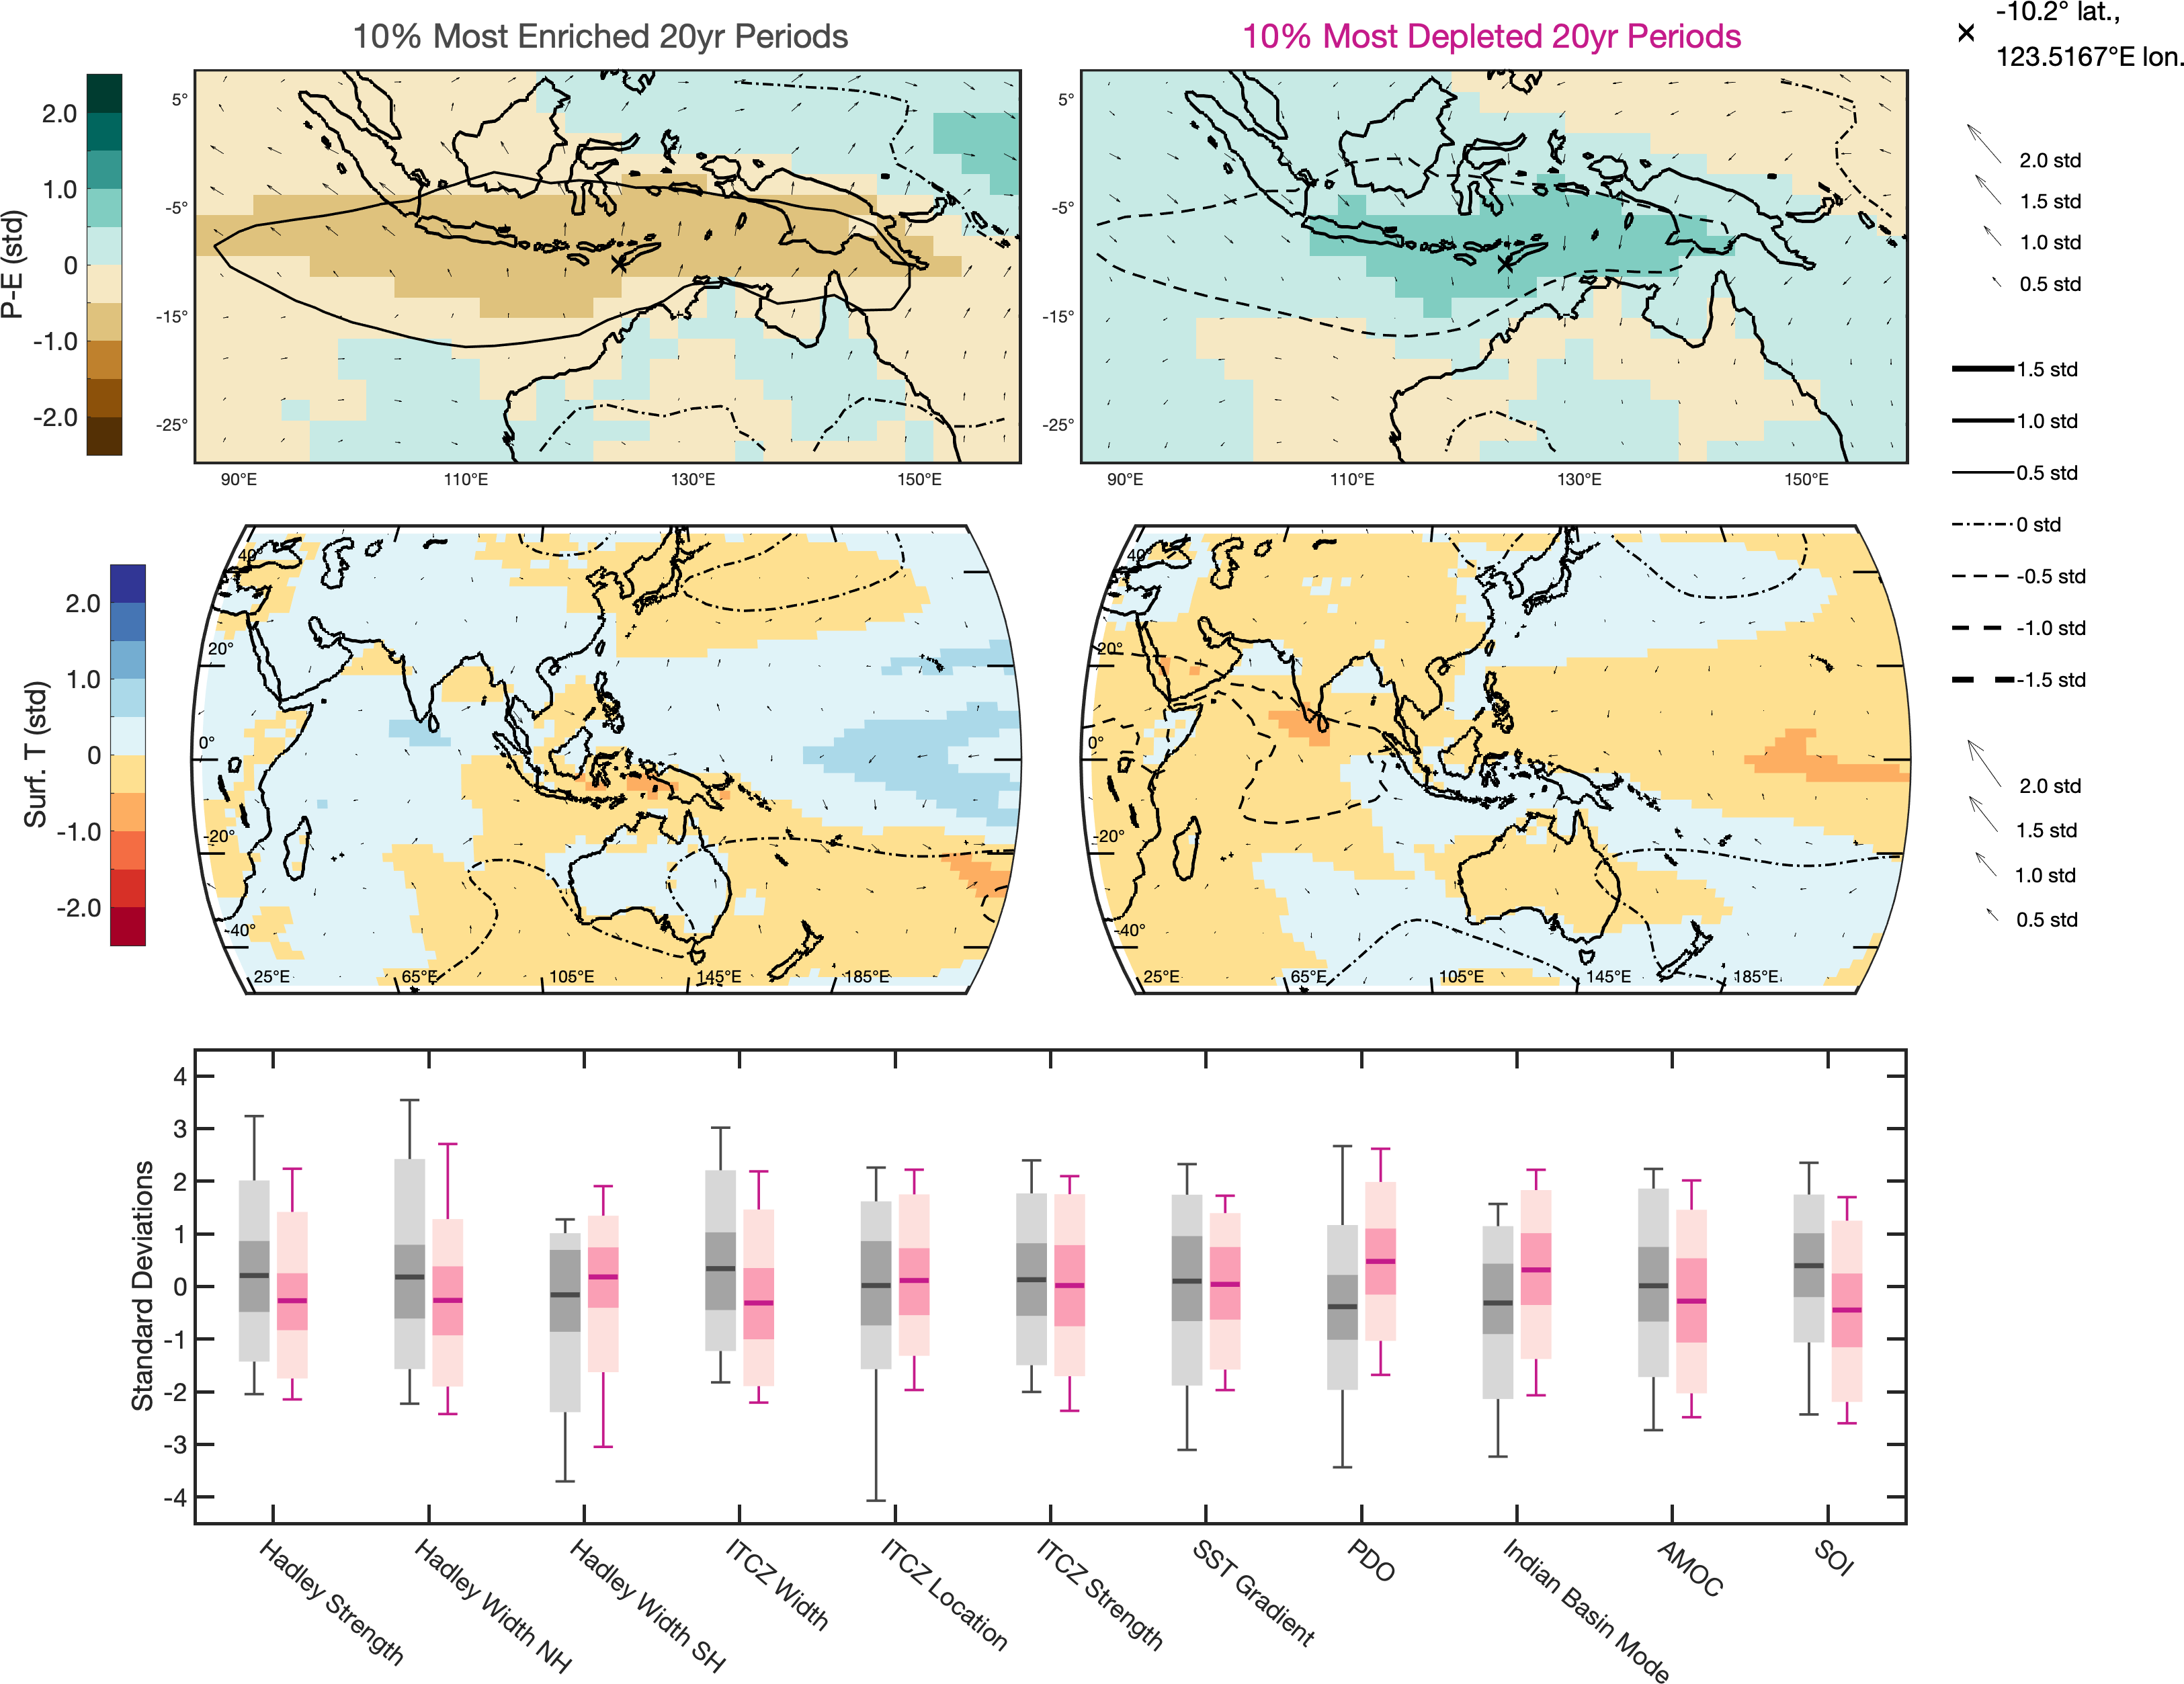 10% Most Enriched 20yr Periods
10% Most Depleted 20yr Periods
-10.2° lat.,
123.5167°E lon.
P-E (std)
2.0
1.0
0
-1.0
-2.0
5°
-5°
-15°
-25°
90°E
110°E
130°E
150°E
5°
-5°
-15°
-25°
90°E
110°E
130°E
150°E
2.0 std
1.5 std
1.0 std
0.5 std
1.5 std
1.0 std
0.5 std
0 std
-0.5 std
-1.0 std
-1.5 std
Surf. T (std)
2.0
1.0
0
-1.0
-2.0
40°
20°
0°
-20°
-40°
25°E
65°E
105°E
145°E
185°E
40°
20°
0°
-20°
-40°
25°E
65°E
105°E
145°E
185°E
2.0 std
1.5 std
1.0 std
0.5 std
Standard Deviations
4
3
2
1
0
-1
-2
-3
-4
Hadley Strength
Hadley Width NH
Hadley Width SH
ITCZ Width
ITCZ Location
ITCZ Strength
SST Gradient
PDO
Indian Basin Mode
AMOC
SOI